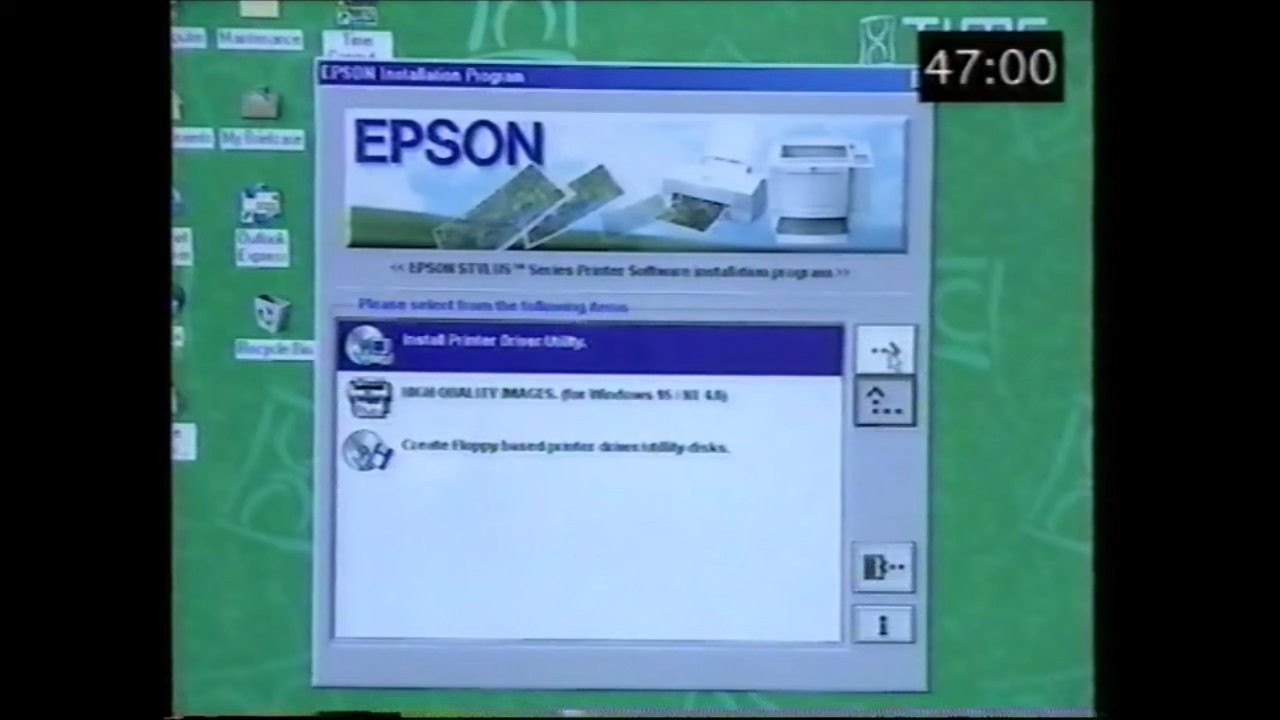 Maintenance
Time
TIME
47:00
EPSON Installation Program
EPSON
My Briefcase
Outlook
Express
<< EPSON STYLUS™ Series Printer Software installation program >>
Please select from the following items
Install Printer Driver/Utility.
HIGH QUALITY IMAGES. (for Windows 95 / NT 4.0)
Create Floppy based printer driver/utility disks.
Recycle Bin
i